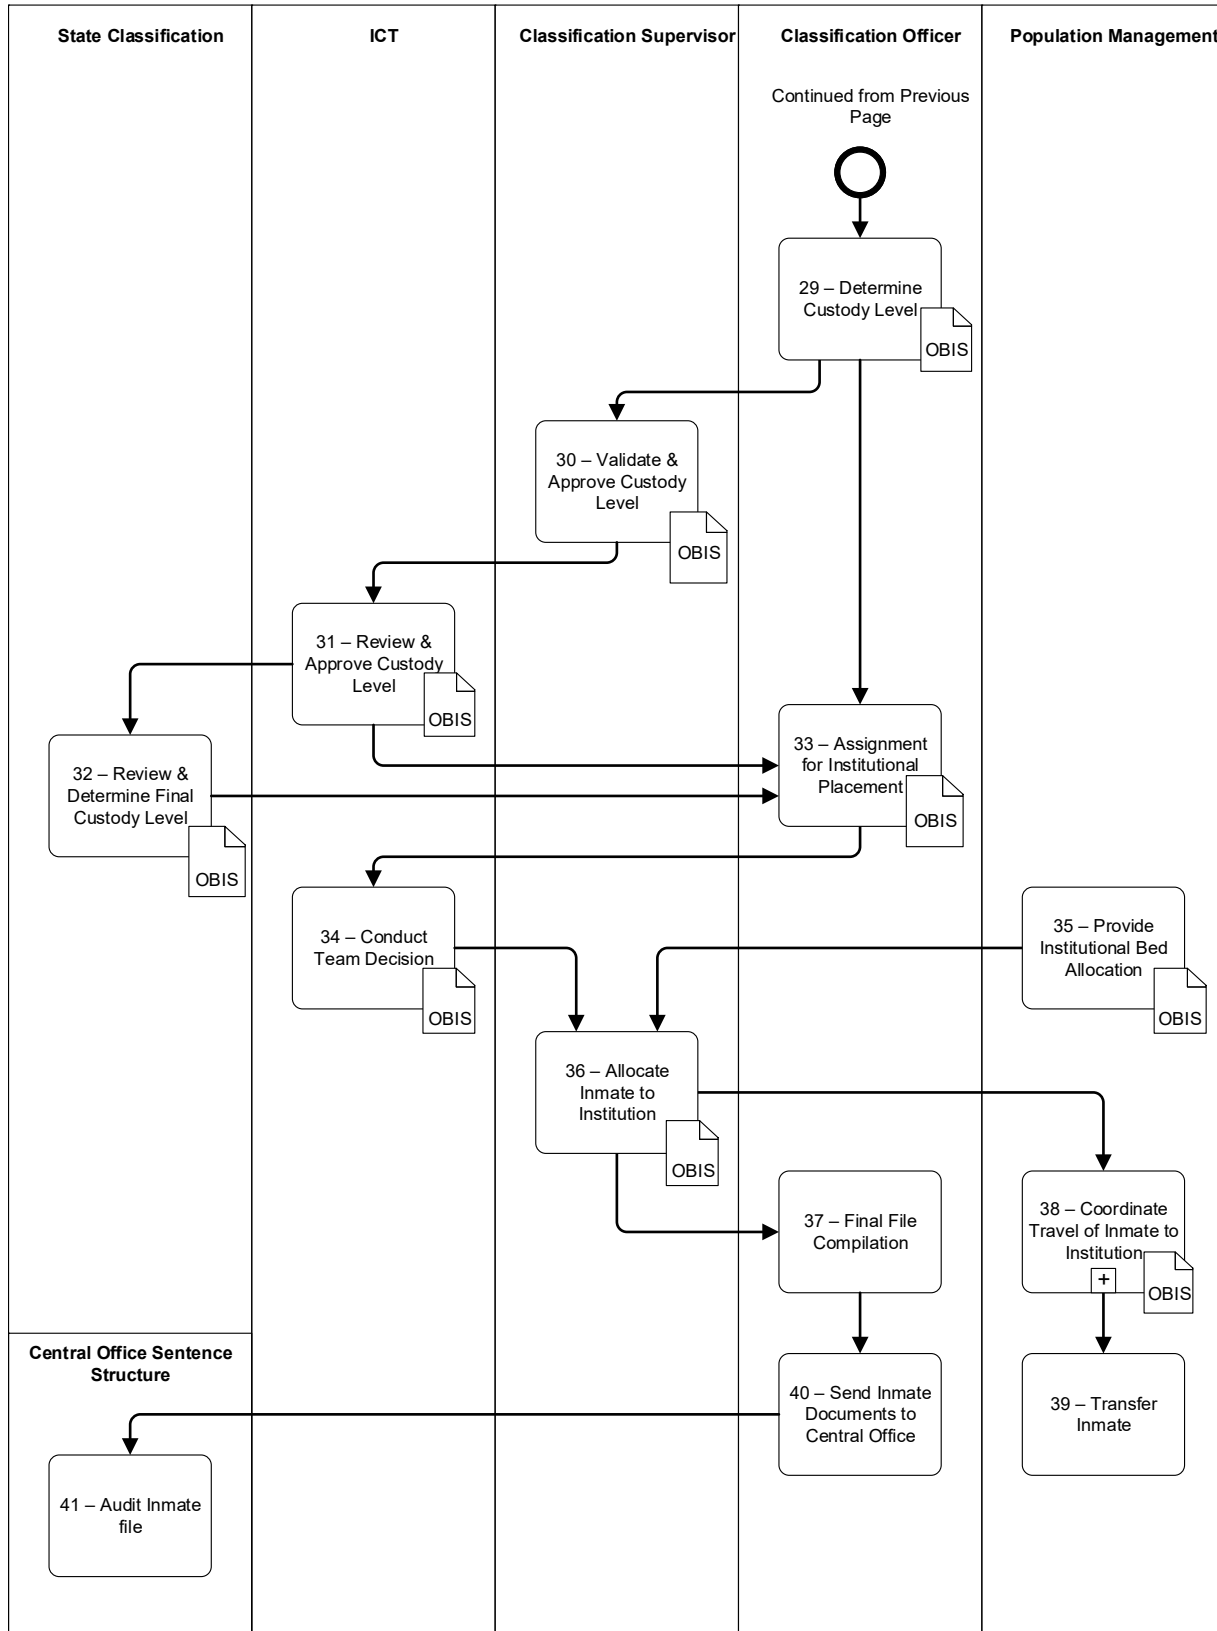 State Classification
ICT
Classification Supervisor
Classification Officer
Population Management
Continued from Previous
Page
29 – Determine
Custody Level
OBIS
30 – Validate &
Approve Custody
Level
OBIS
31 – Review &
Approve Custody
Level
OBIS
32 – Review &
Determine Final
Custody Level
OBIS
33 – Assignment
for Institutional
Placement
OBIS
34 – Conduct
Team Decision
OBIS
35 – Provide
Institutional Bed
Allocation
OBIS
36 – Allocate
Inmate to
Institution
OBIS
37 – Final File
Compilation
38 – Coordinate
Travel of Inmate to
Institution
+
OBIS
Central Office Sentence
Structure
40 – Send Inmate
Documents to
Central Office
39 – Transfer
Inmate
41 – Audit Inmate
file